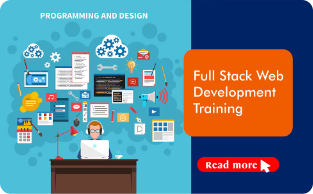 PROGRAMMING AND DESIGN
Full Stack Web
Development
Training
Read more